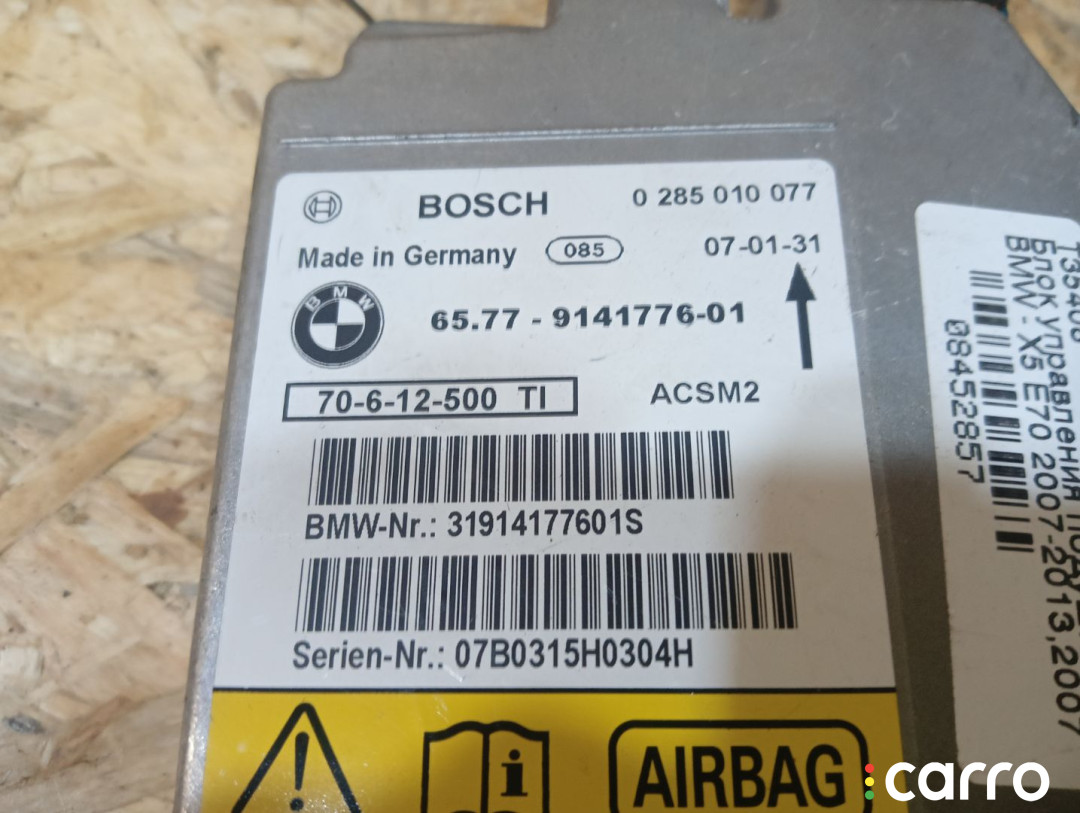 BOSCH 0 285 010 077
Made in Germany 085 07-01-31
BMW
65.77 - 9141776-01
70-6-12-500 TI ACSM2
BMW-Nr.: 31914177601S
Serien-Nr.: 07B0315H0304H
i
AIRBAG
Блок управления
BMW - X5 E70 2007-2013,2007
08452857
carro